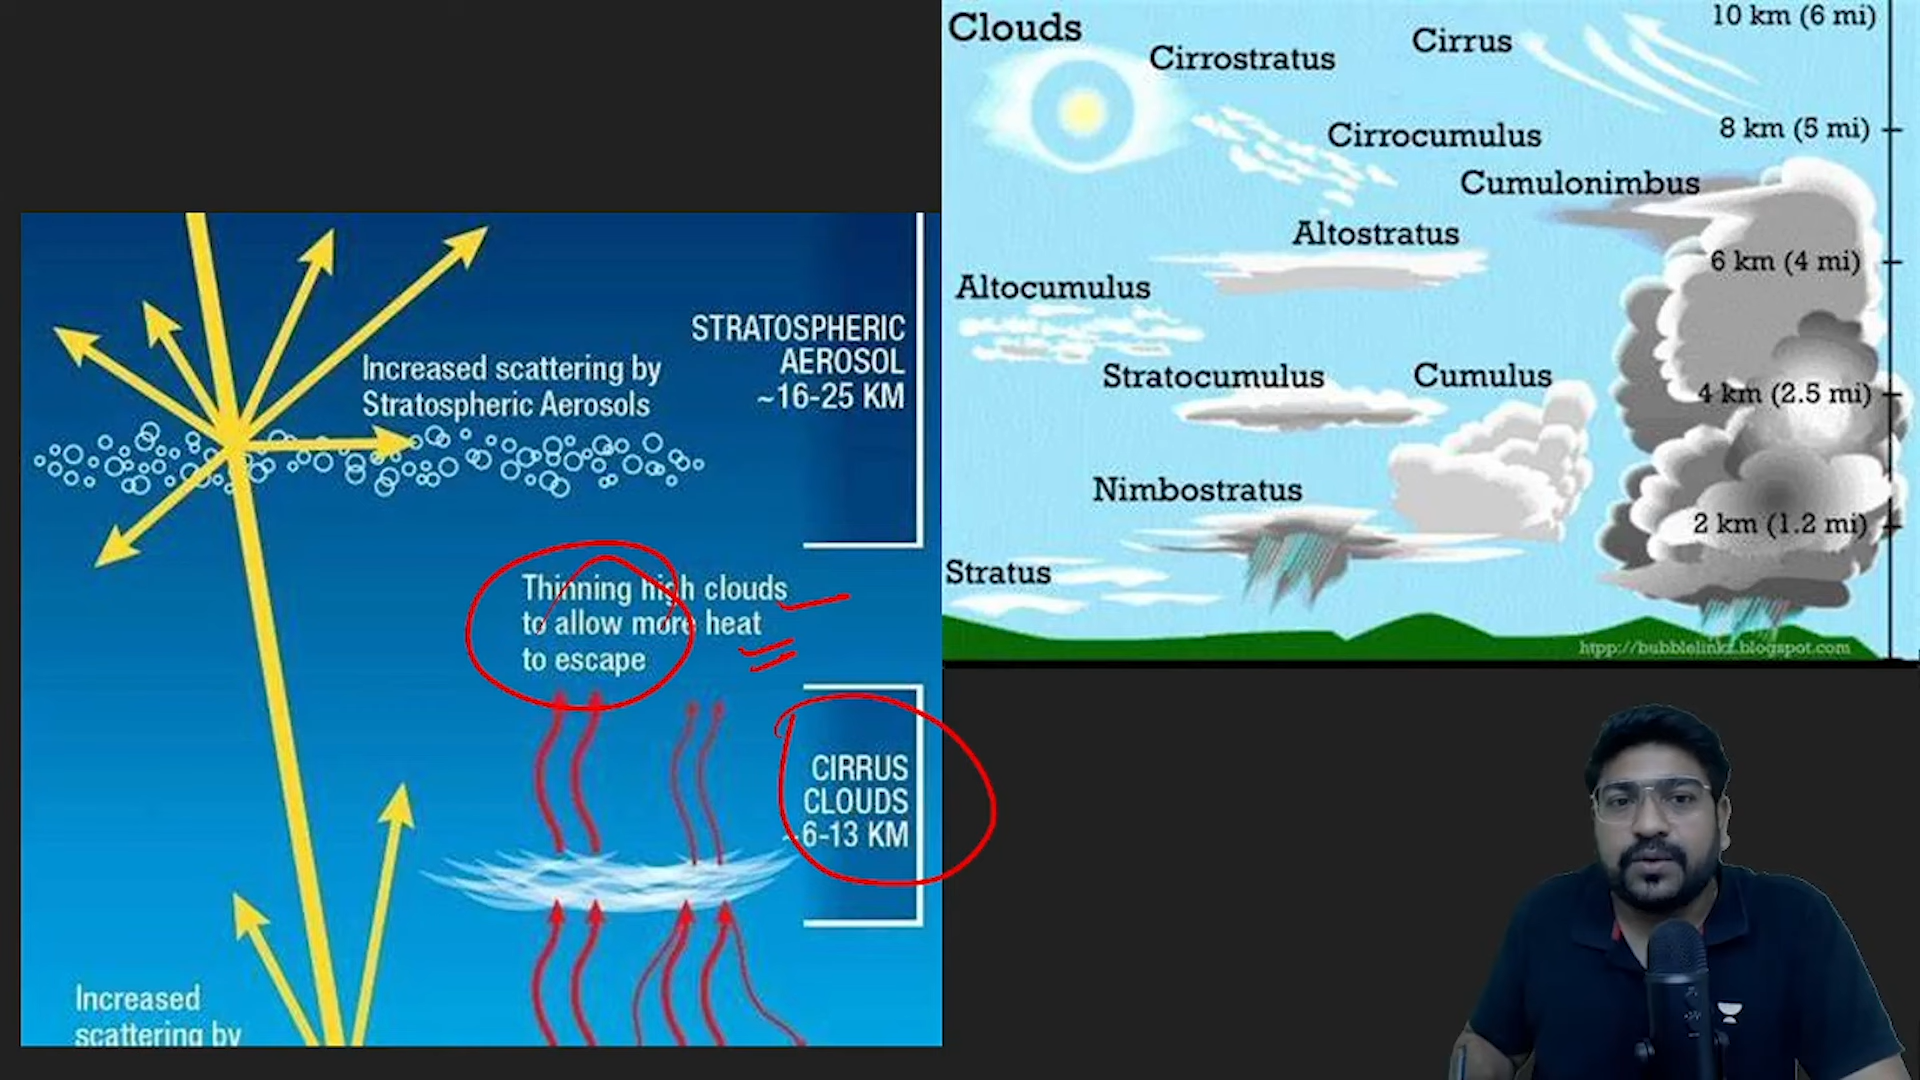 STRATOSPHERIC
AEROSOL
~16-25 KM
Increased scattering by
Stratospheric Aerosols
Thinning high clouds
to allow more heat
to escape
CIRRUS
CLOUDS
~6-13 KM
Increased
scattering by
Clouds
Cirrostratus
Cirrus
10 km (6 mi)
Cirrocumulus
8 km (5 mi)
Cumulonimbus
Altostratus
6 km (4 mi)
Altocumulus
Stratocumulus
Cumulus
4 km (2.5 mi)
Nimbostratus
2 km (1.2 mi)
Stratus
htpp://bubblelinkz.blogspot.com